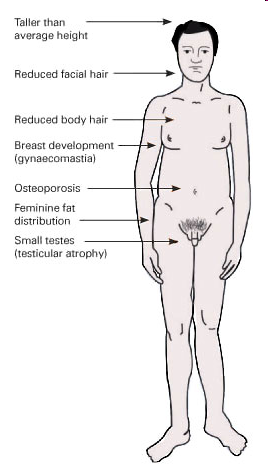 Taller than
average height
Reduced facial hair
Reduced body hair
Breast development
(gynaecomastia)
Osteoporosis
Feminine fat
distribution
Small testes
(testicular atrophy)